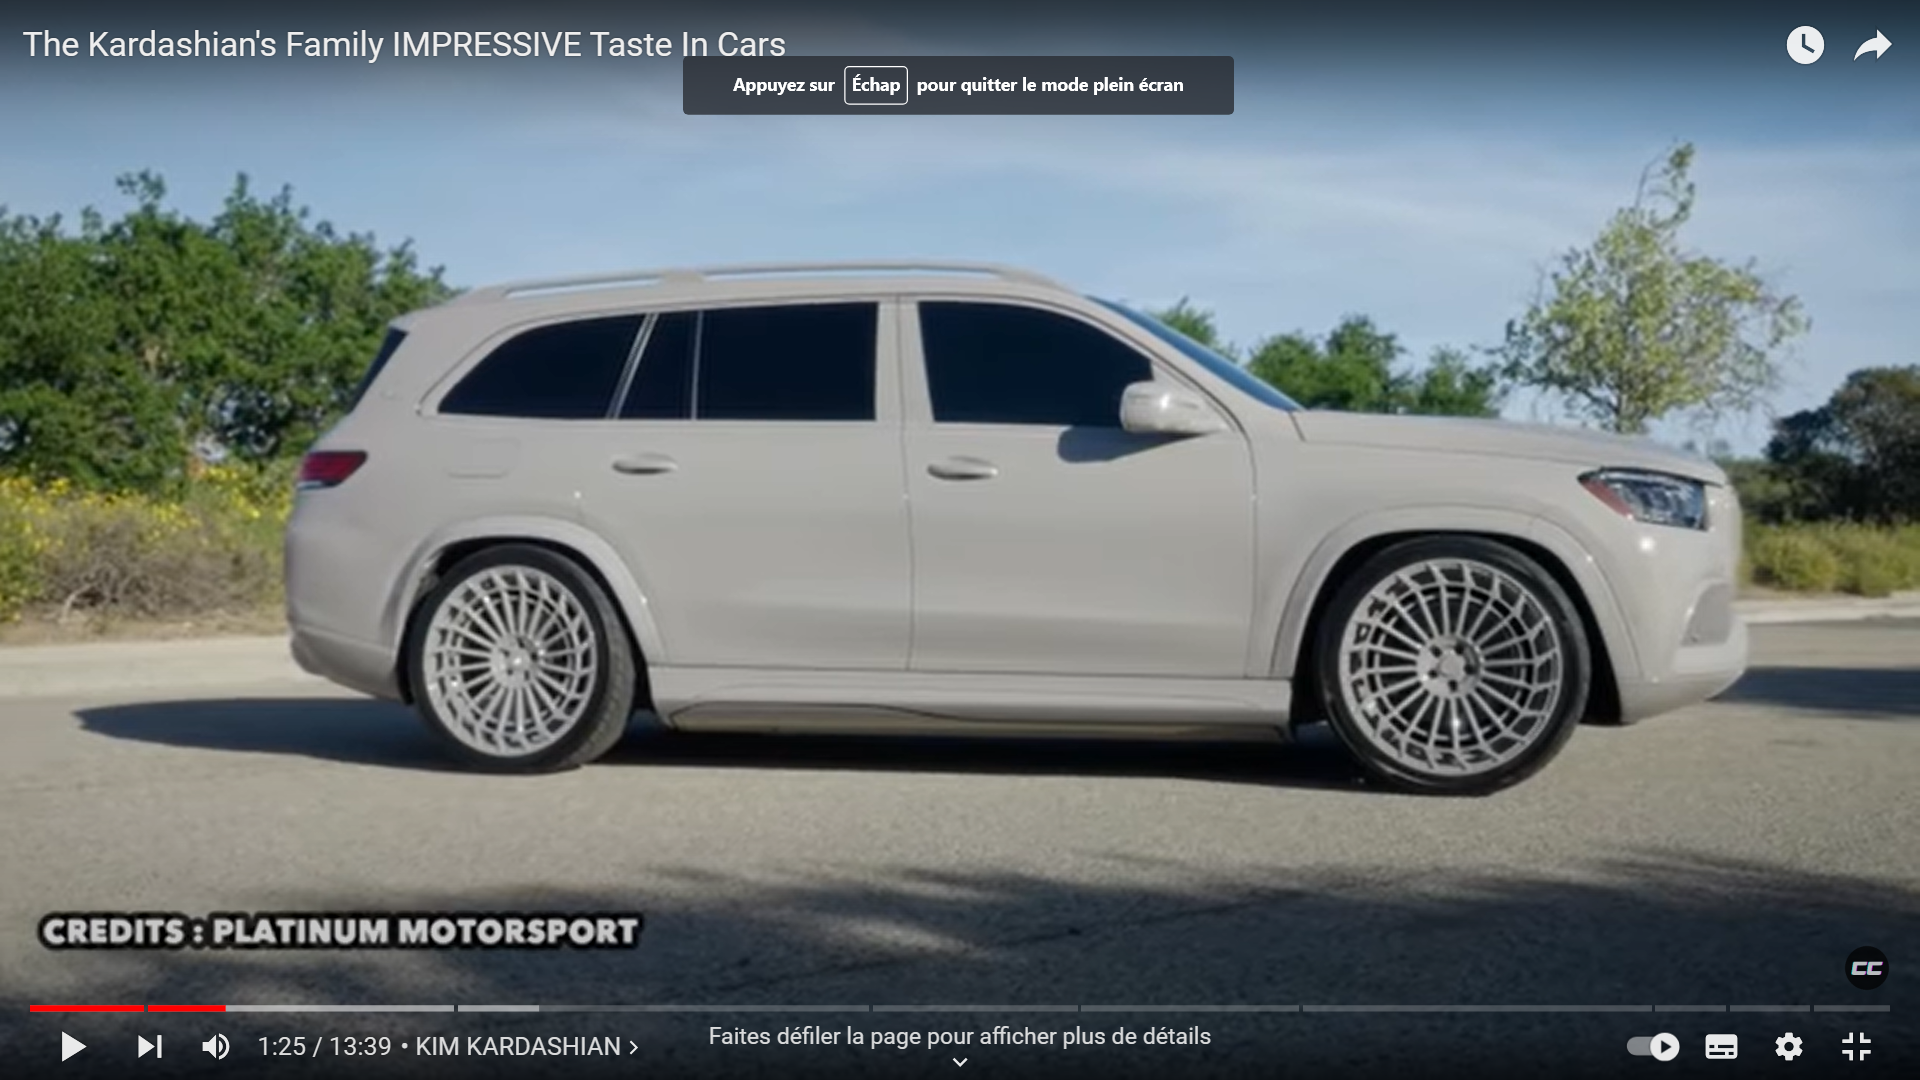 The Kardashian's Family IMPRESSIVE Taste In Cars
Appuyez sur Échap pour quitter le mode plein écran
CREDITS : PLATINUM MOTORSPORT
CC
1:25 / 13:39 • KIM KARDASHIAN
Faites défiler la page pour afficher plus de détails